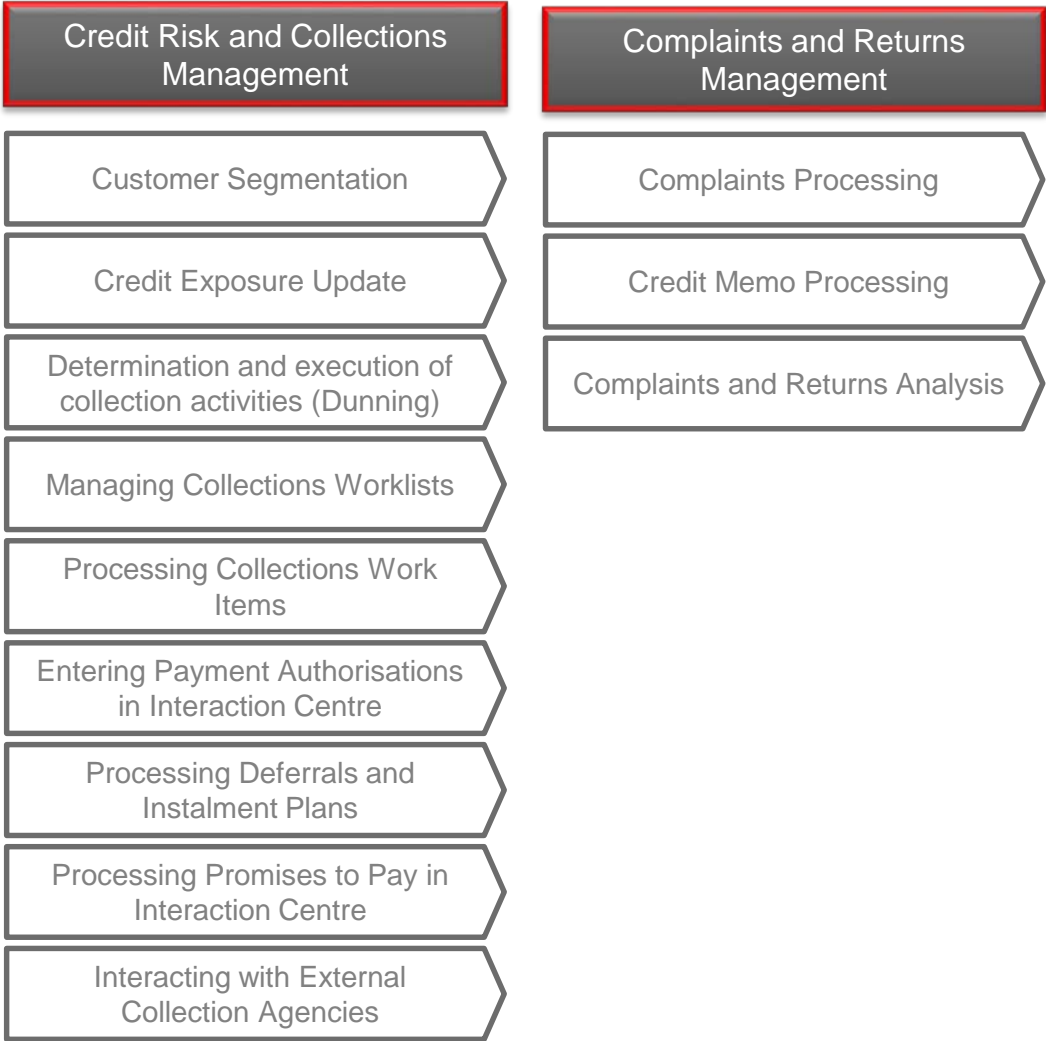 Credit Risk and Collections
Management
Customer Segmentation
Credit Exposure Update
Determination and execution of
collection activities (Dunning)
Managing Collections Worklists
Processing Collections Work
Items
Entering Payment Authorisations
in Interaction Centre
Processing Deferrals and
Instalment Plans
Processing Promises to Pay in
Interaction Centre
Interacting with External
Collection Agencies
Complaints and Returns
Management
Complaints Processing
Credit Memo Processing
Complaints and Returns Analysis